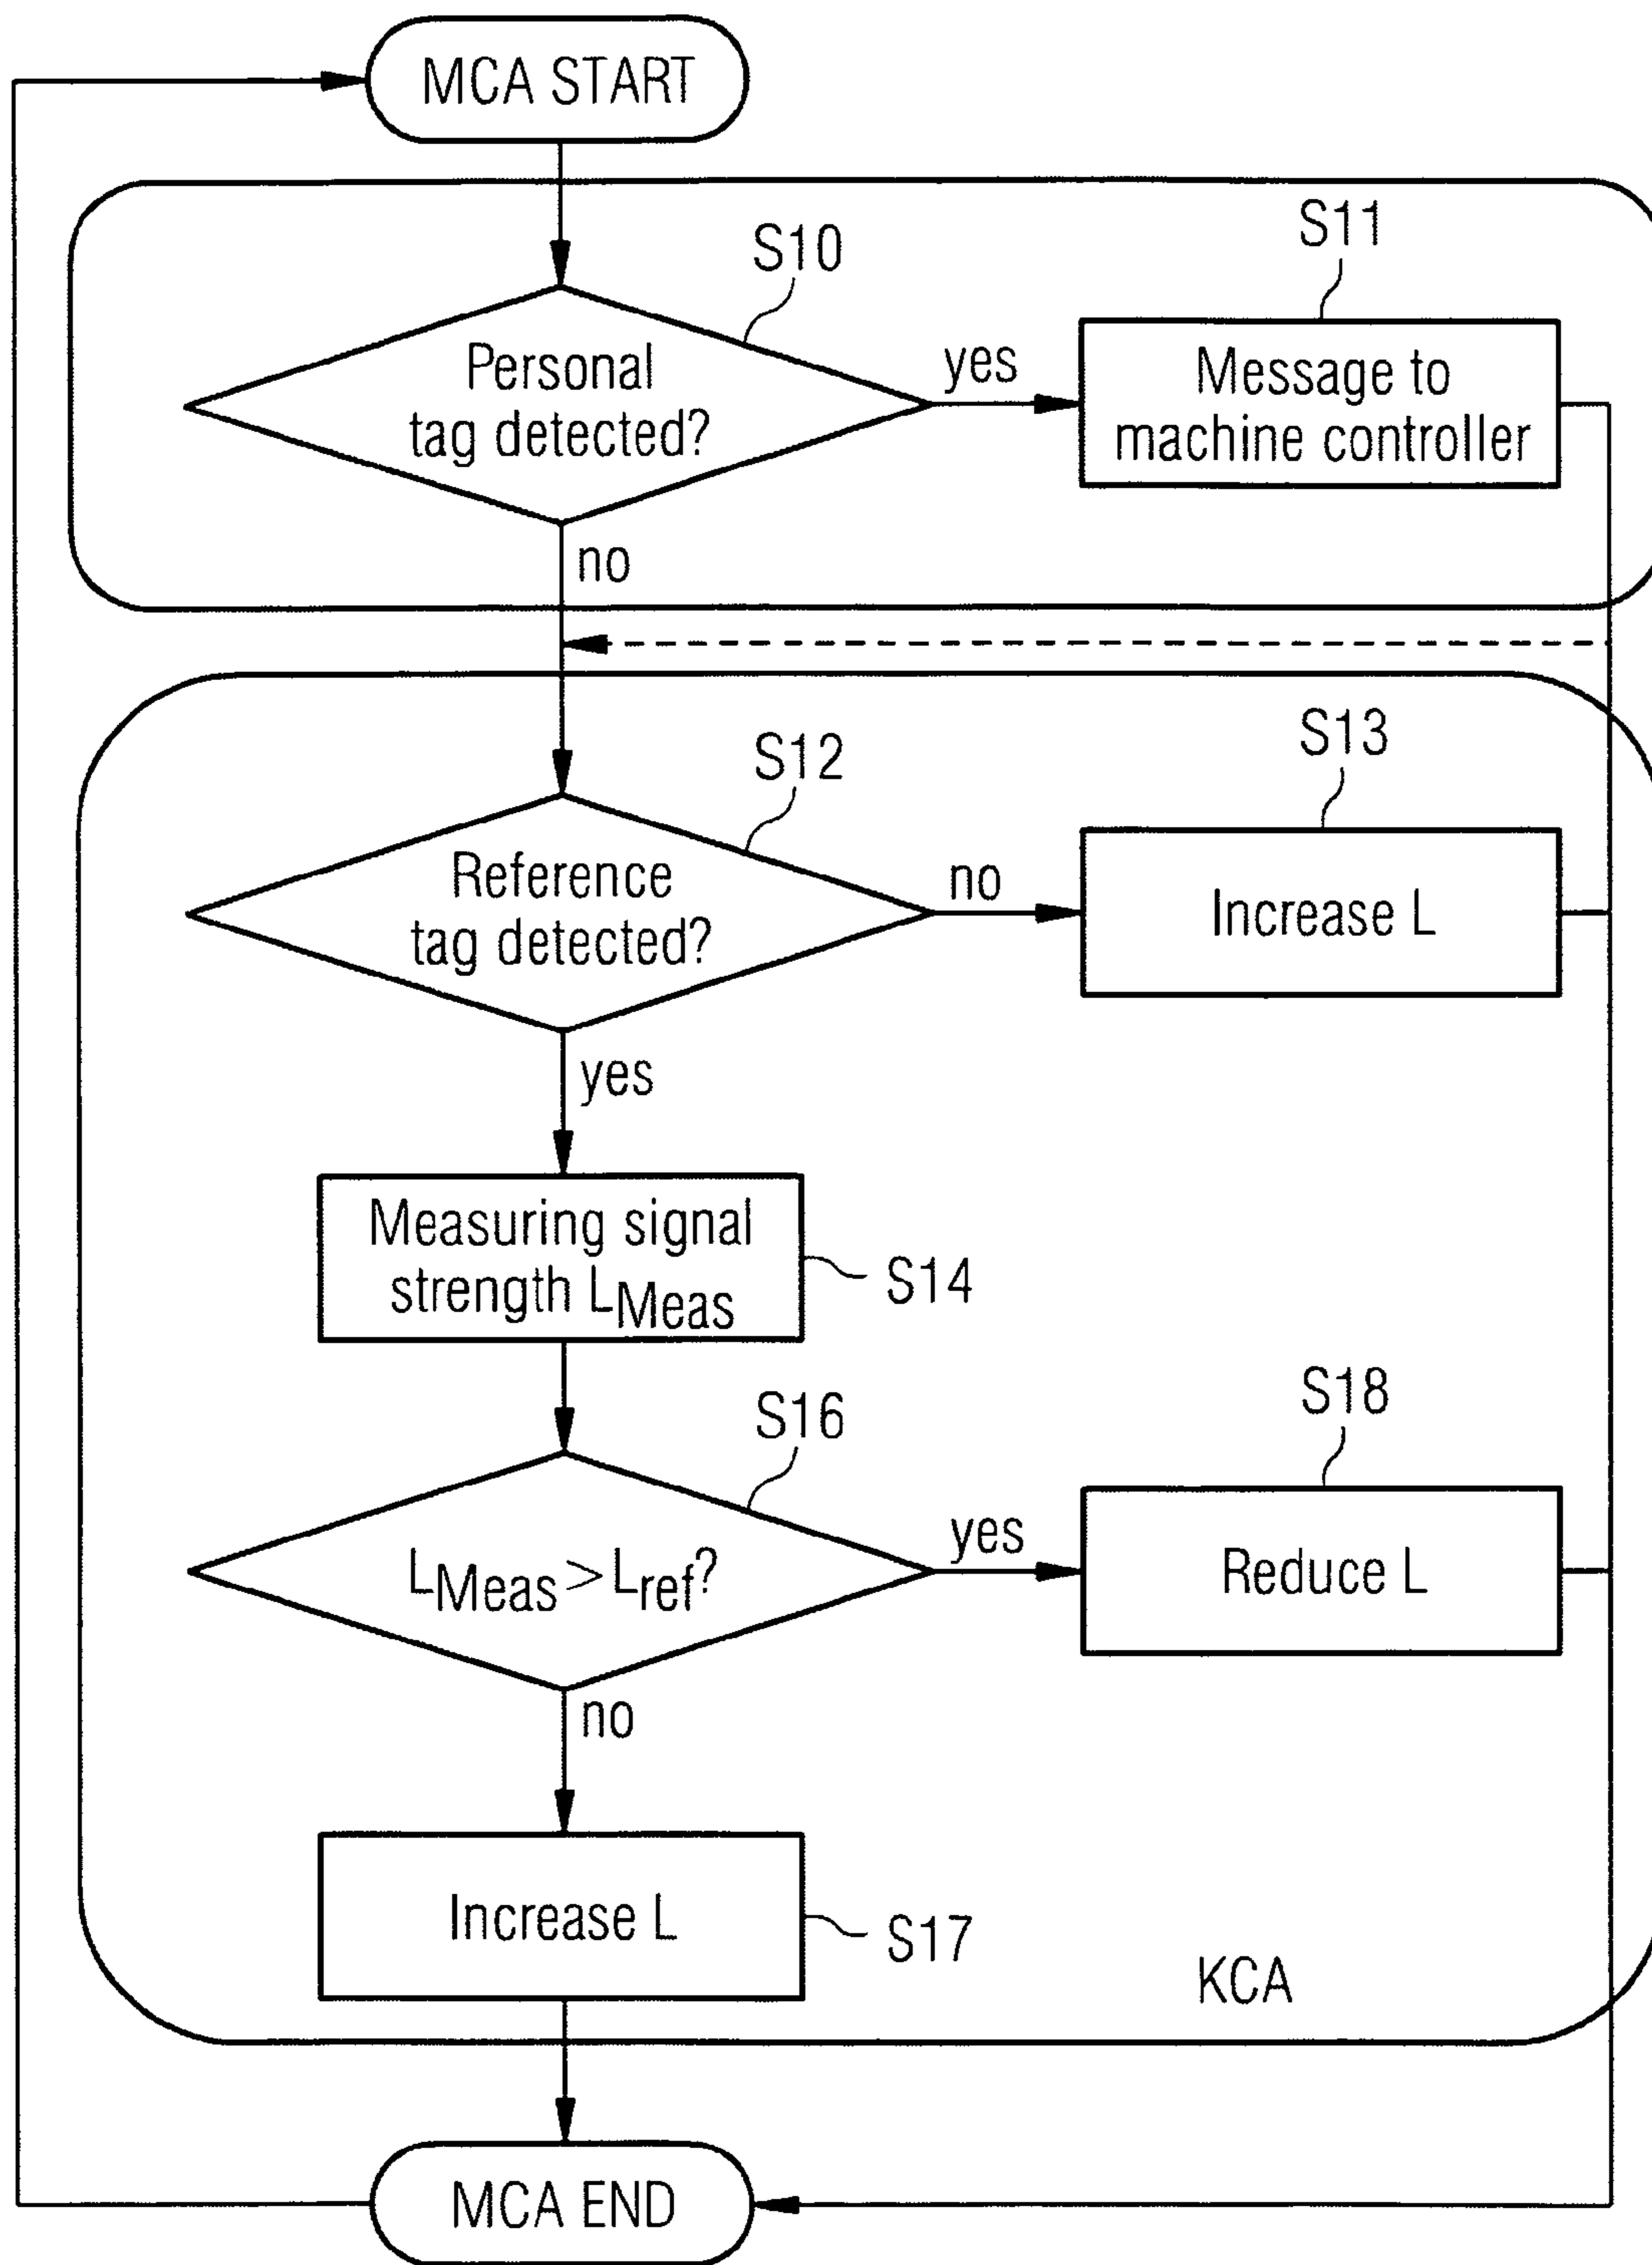 MCA START
S10
S11
Personal
tag detected?
yes
Message to
machine controller
no
S12
S13
Reference
tag detected?
no
Increase L
yes
Measuring signal
strength LMeas
S14
S16
S18
LMeas > Lref?
yes
Reduce L
no
Increase L
S17
KCA
MCA END